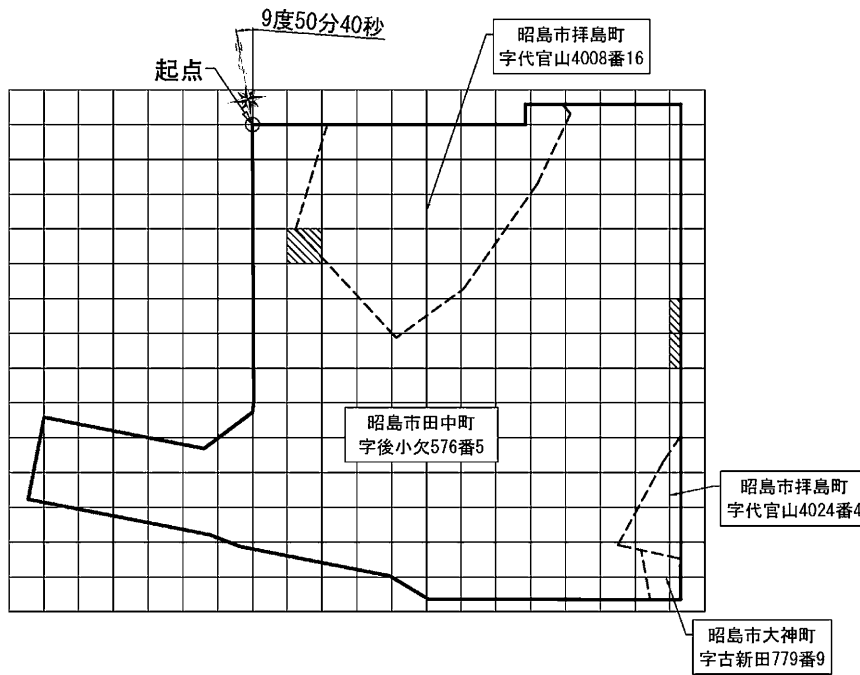 9度50分40秒
起点
昭島市拝島町
字代官山4008番16
昭島市田中町
字後小欠576番5
昭島市拝島町
字代官山4024番4
昭島市大神町
字古新田779番9